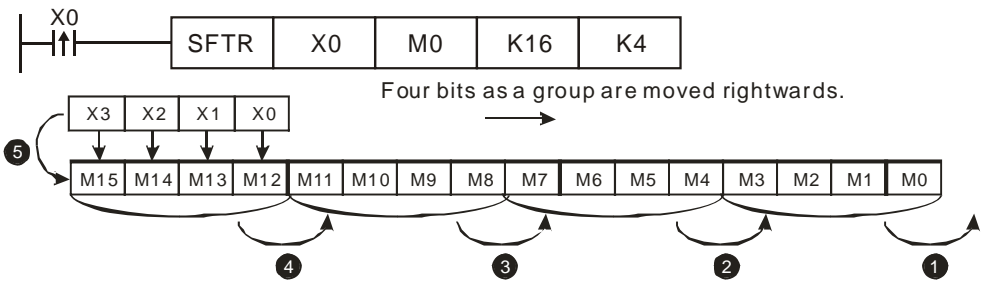 X0
SFTR X0 M0 K16 K4
Four bits as a group are moved rightwards.
X3 X2 X1 X0
5
M15 M14 M13 M12 M11 M10 M9 M8 M7 M6 M5 M4 M3 M2 M1 M0
4 3 2 1